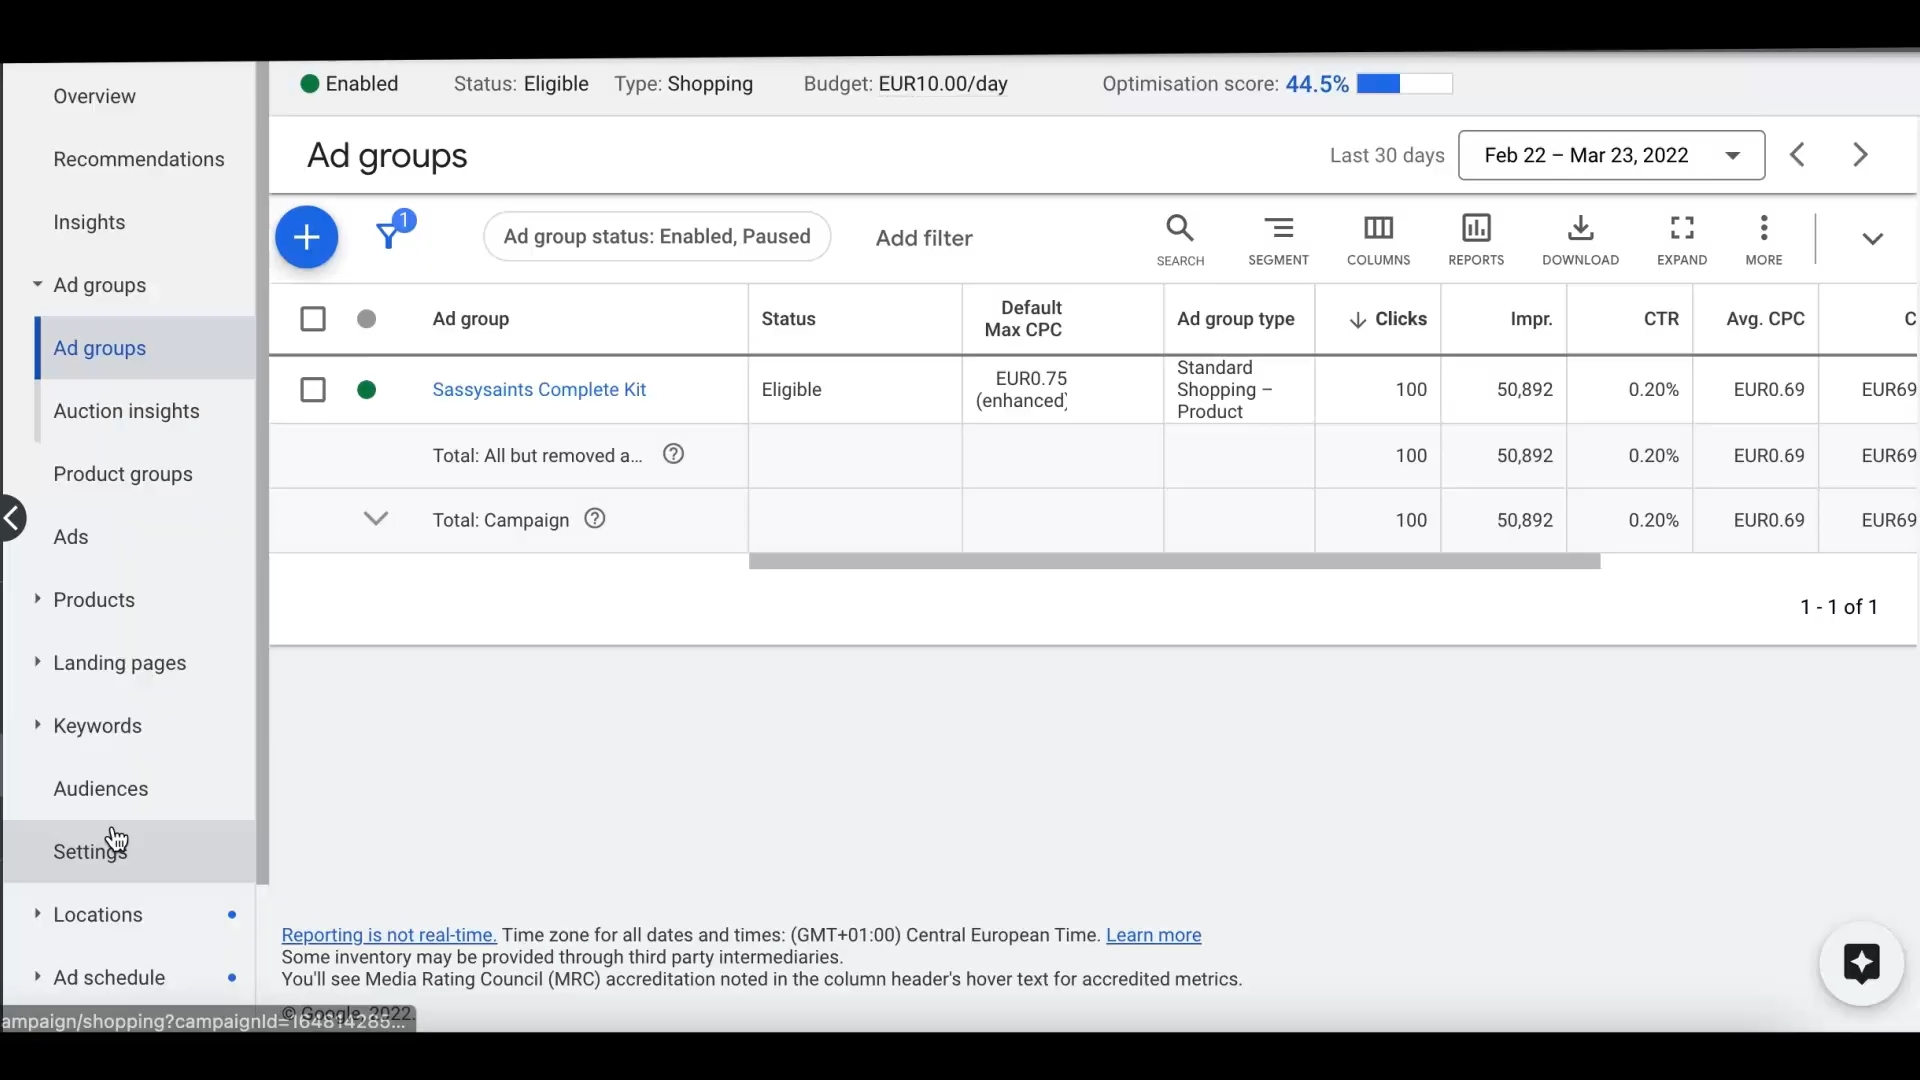 Overview
Recommendations
Insights
Ad groups
Ad groups
Auction insights
Product groups
Ads
Products
Landing pages
Keywords
Audiences
Settings
Locations
Ad schedule
Enabled Status: Eligible Type: Shopping Budget: EUR10.00/day Optimisation score: 44.5%
Ad groups
Last 30 days Feb 22 – Mar 23, 2022
1 Ad group status: Enabled, Paused Add filter
SEARCH SEGMENT COLUMNS REPORTS DOWNLOAD EXPAND MORE
Ad group Status Default Max CPC Ad group type Clicks Impr. CTR Avg. CPC C
Sassysaints Complete Kit Eligible EUR0.75 (enhanced) Standard Shopping – Product 100 50,892 0.20% EUR0.69 EUR69
Total: All but removed a... 100 50,892 0.20% EUR0.69 EUR69
Total: Campaign 100 50,892 0.20% EUR0.69 EUR69
1 - 1 of 1
Reporting is not real-time. Time zone for all dates and times: (GMT+01:00) Central European Time. Learn more
Some inventory may be provided through third party intermediaries.
You'll see Media Rating Council (MRC) accreditation noted in the column header's hover text for accredited metrics.
© Google, 2022.